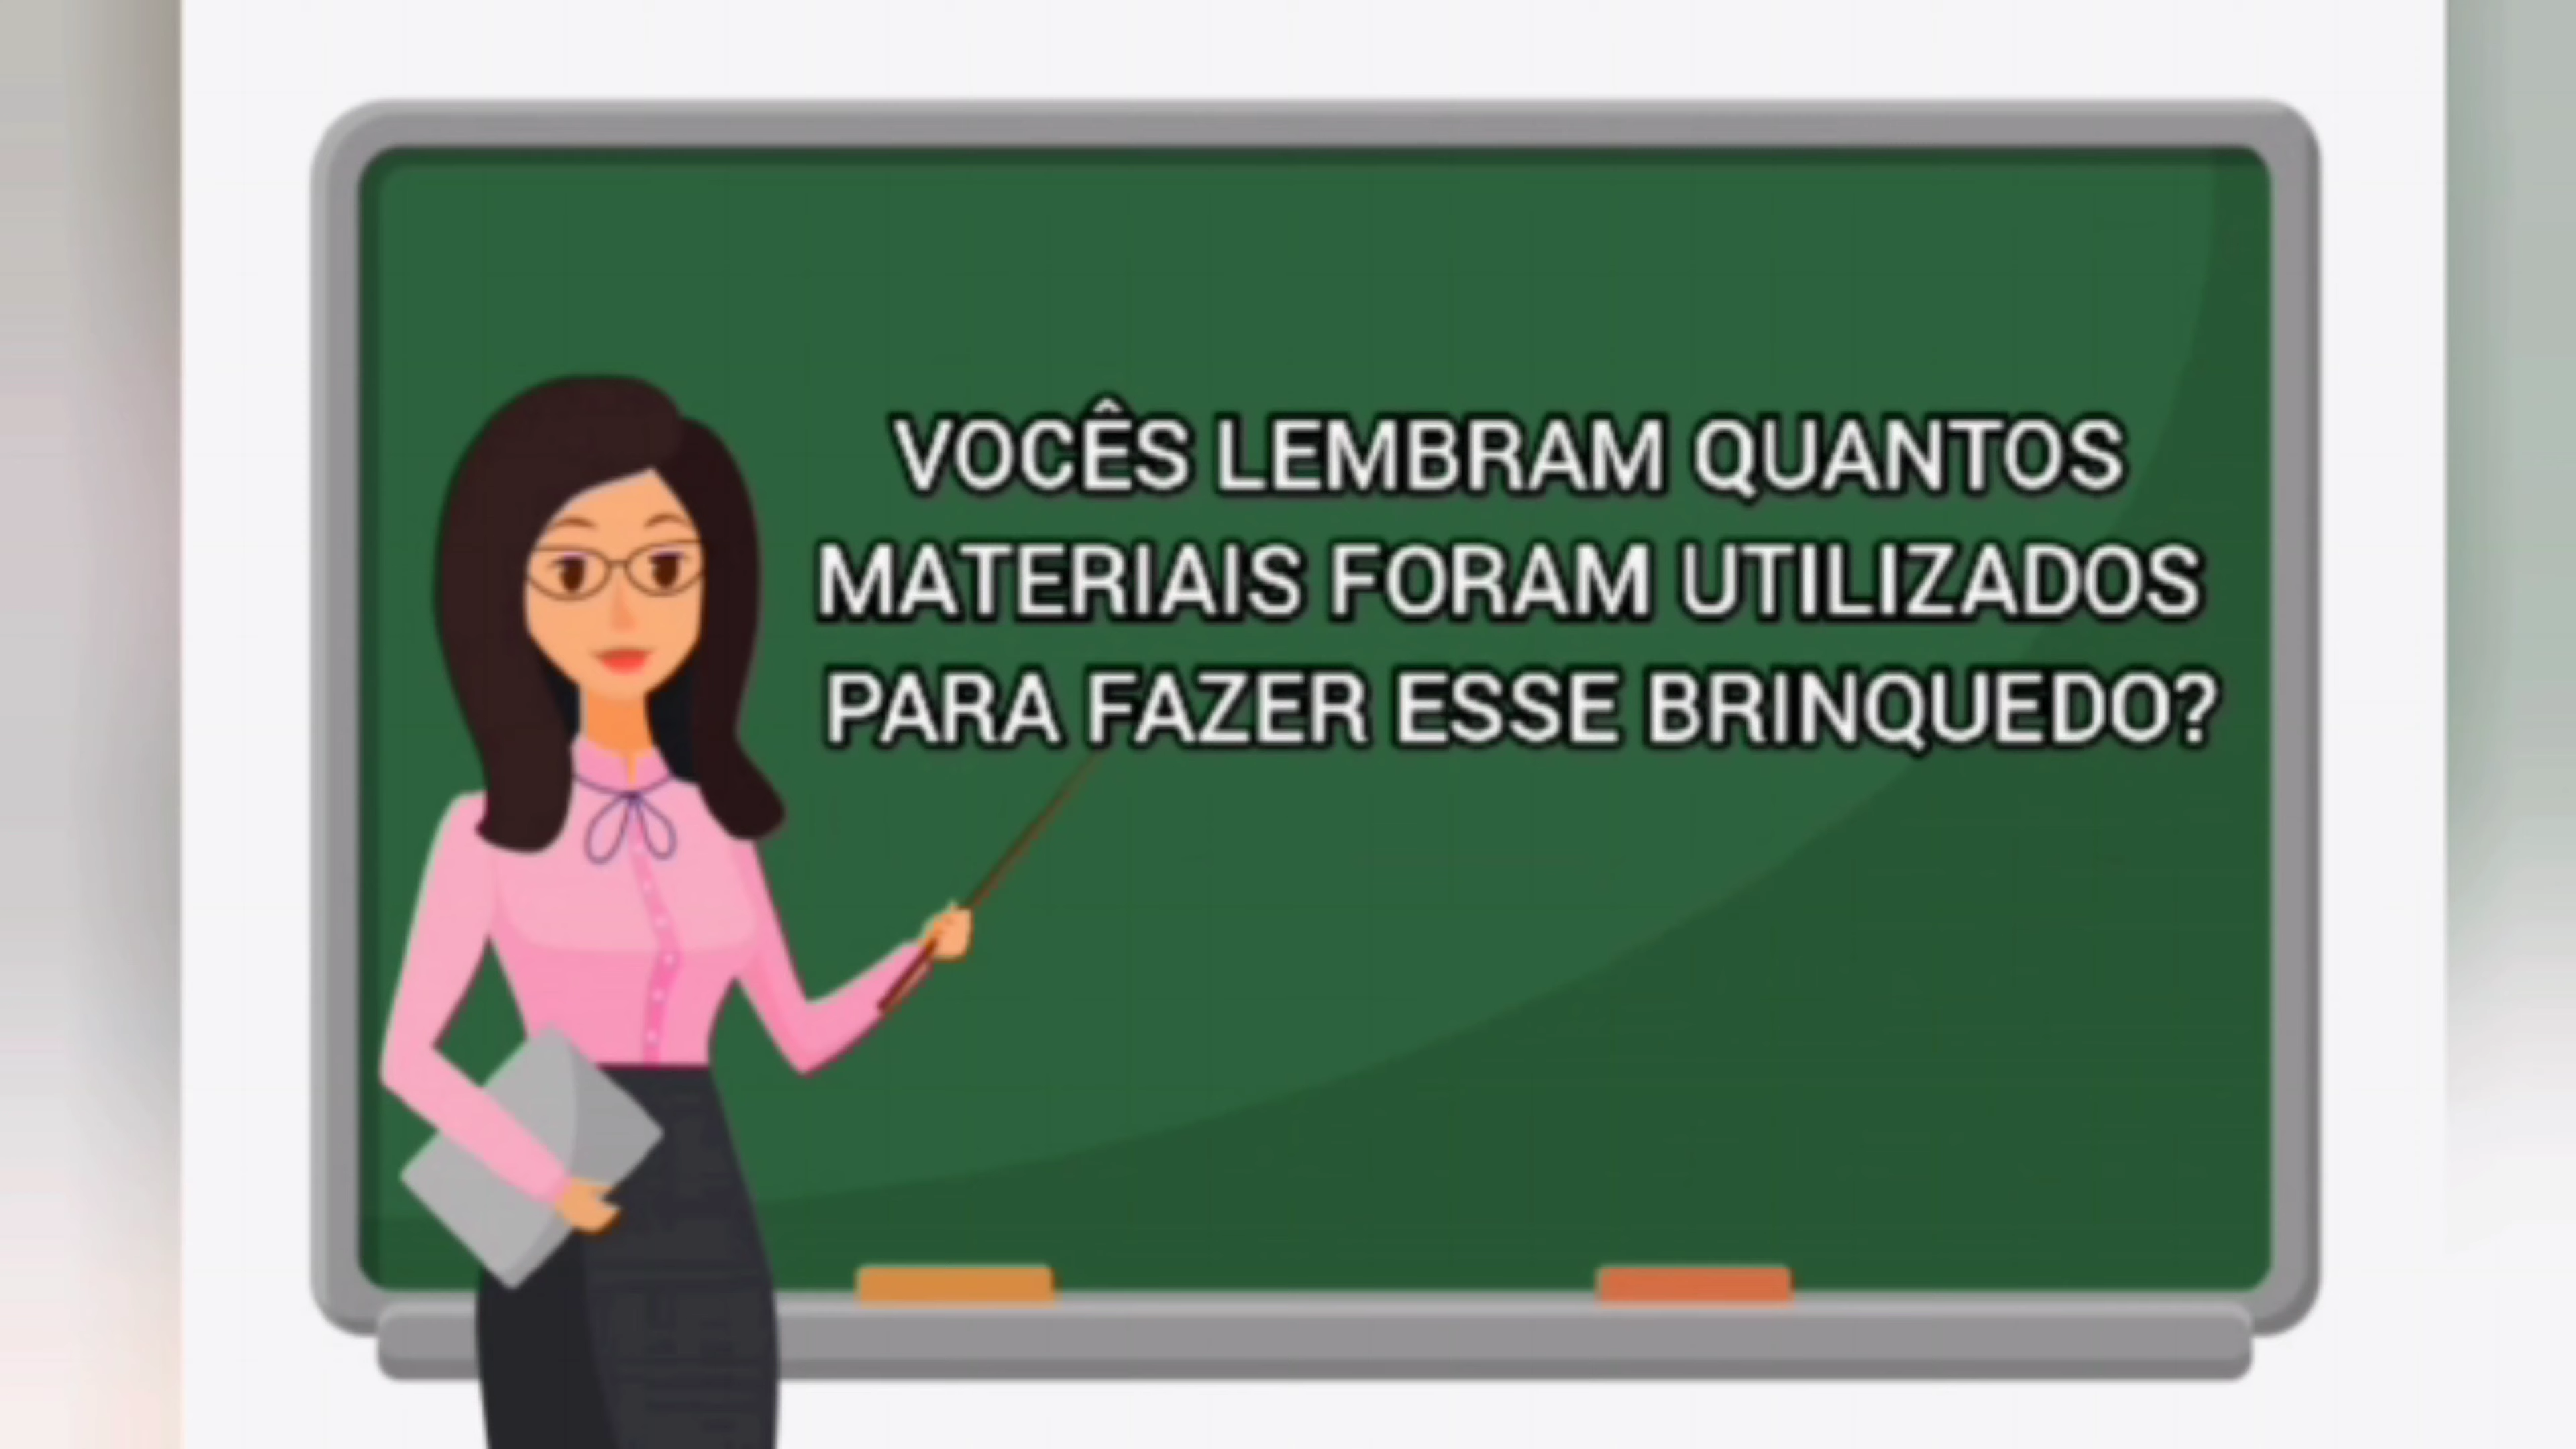 VOCÊS LEMBRAM QUANTOS
MATERIAIS FORAM UTILIZADOS
PARA FAZER ESSE BRINQUEDO?